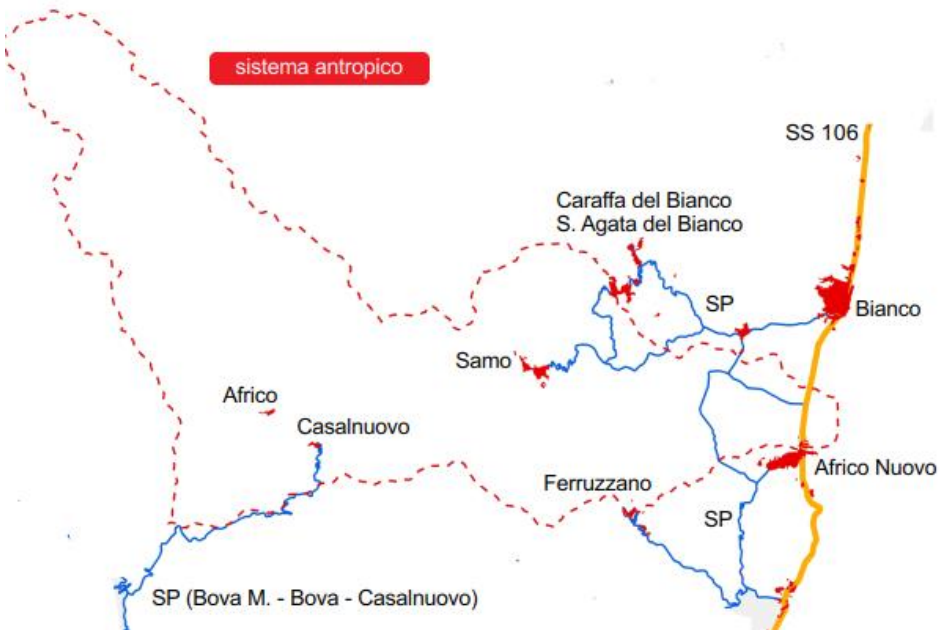 sistema antropico
SS 106
Caraffa del Bianco
S. Agata del Bianco
SP
Bianco
Samo
Africo
Casalnuovo
Ferruzzano
Africo Nuovo
SP
SP (Bova M. - Bova - Casalnuovo)